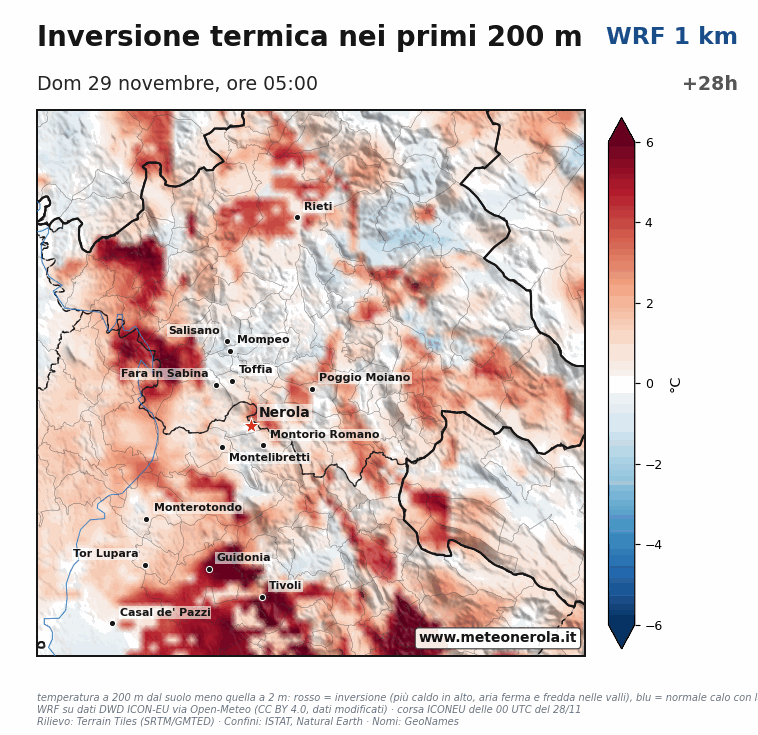 Inversione termica nei primi 200 m
WRF 1 km
Dom 29 novembre, ore 05:00
+28h
Rieti
Salisano
Mompeo
Fara in Sabina
Toffia
Poggio Moiano
Nerola
Montorio Romano
Montelibretti
Monterotondo
Tor Lupara
Guidonia
Tivoli
Casal de' Pazzi
www.meteonerola.it
6
4
2
0
−2
−4
−6
°C
temperatura a 200 m dal suolo meno quella a 2 m: rosso = inversione (più caldo in alto, aria ferma e fredda nelle valli), blu = normale calo con l
WRF su dati DWD ICON-EU via Open-Meteo (CC BY 4.0, dati modificati) · corsa ICONEU delle 00 UTC del 28/11
Rilievo: Terrain Tiles (SRTM/GMTED) · Confini: ISTAT, Natural Earth · Nomi: GeoNames